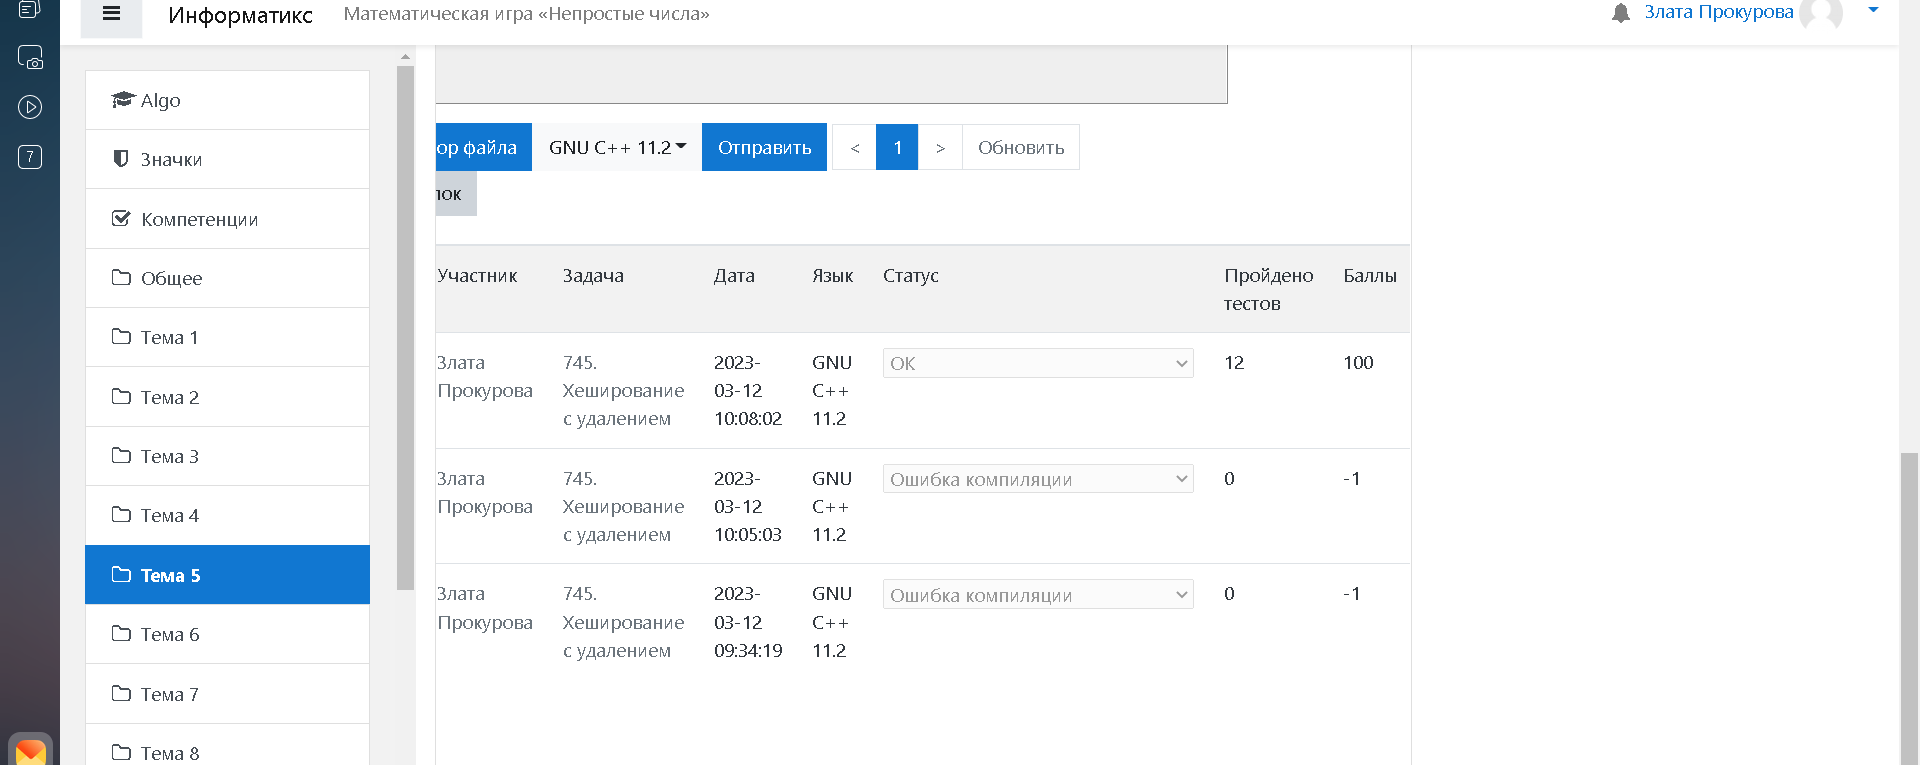 Информатикс
Математическая игра «Непростые числа»
Злата Прокурова
7
Algo
Значки
Компетенции
Общее
Тема 1
Тема 2
Тема 3
Тема 4
Тема 5
Тема 6
Тема 7
Тема 8
ор файла
GNU C++ 11.2
Отправить
<
1
>
Обновить
лок
Участник
Задача
Дата
Язык
Статус
Пройдено
тестов
Баллы
Злата
Прокурова
745.
Хеширование
с удалением
2023-
03-12
10:08:02
GNU
C++
11.2
OK
12
100
Злата
Прокурова
745.
Хеширование
с удалением
2023-
03-12
10:05:03
GNU
C++
11.2
Ошибка компиляции
0
-1
Злата
Прокурова
745.
Хеширование
с удалением
2023-
03-12
09:34:19
GNU
C++
11.2
Ошибка компиляции
0
-1